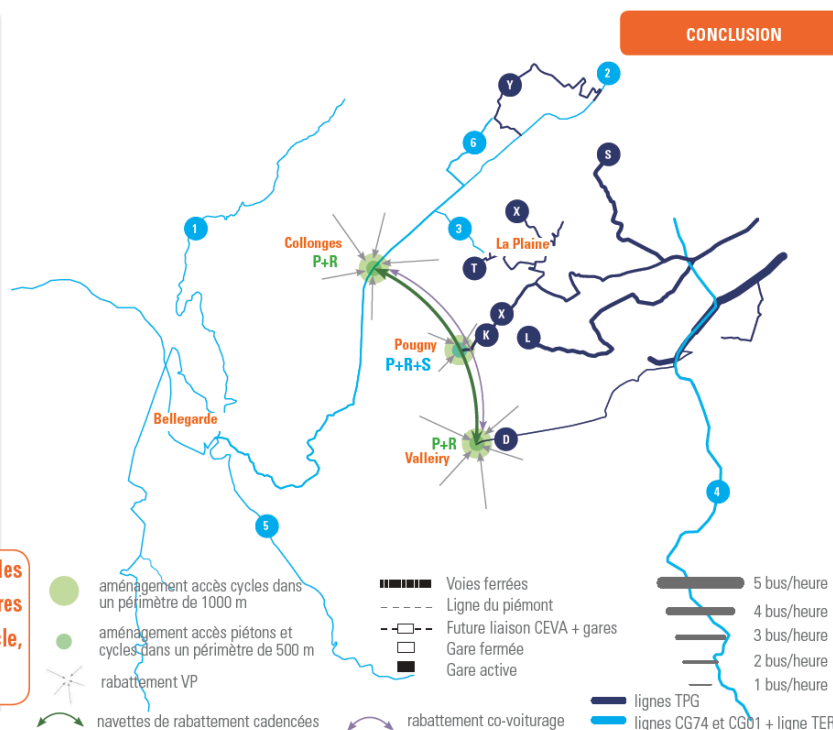 CONCLUSION
2
Y
6
S
1
X
3
La Plaine
Collonges
P+R
T
X
K
L
Pougny
P+R+S
Bellegarde
P+R
D
Valleiry
4
5
les
res
cle,
aménagement accès cycles dans
un périmètre de 1000 m
aménagement accès piétons et
cycles dans un périmètre de 500 m
rabattement VP
navettes de rabattement cadencées
Voies ferrées
Ligne du piémont
Future liaison CEVA + gares
Gare fermée
Gare active
rabattement co-voiturage
5 bus/heure
4 bus/heure
3 bus/heure
2 bus/heure
1 bus/heure
lignes TPG
lignes CG74 et CG01 + ligne TER